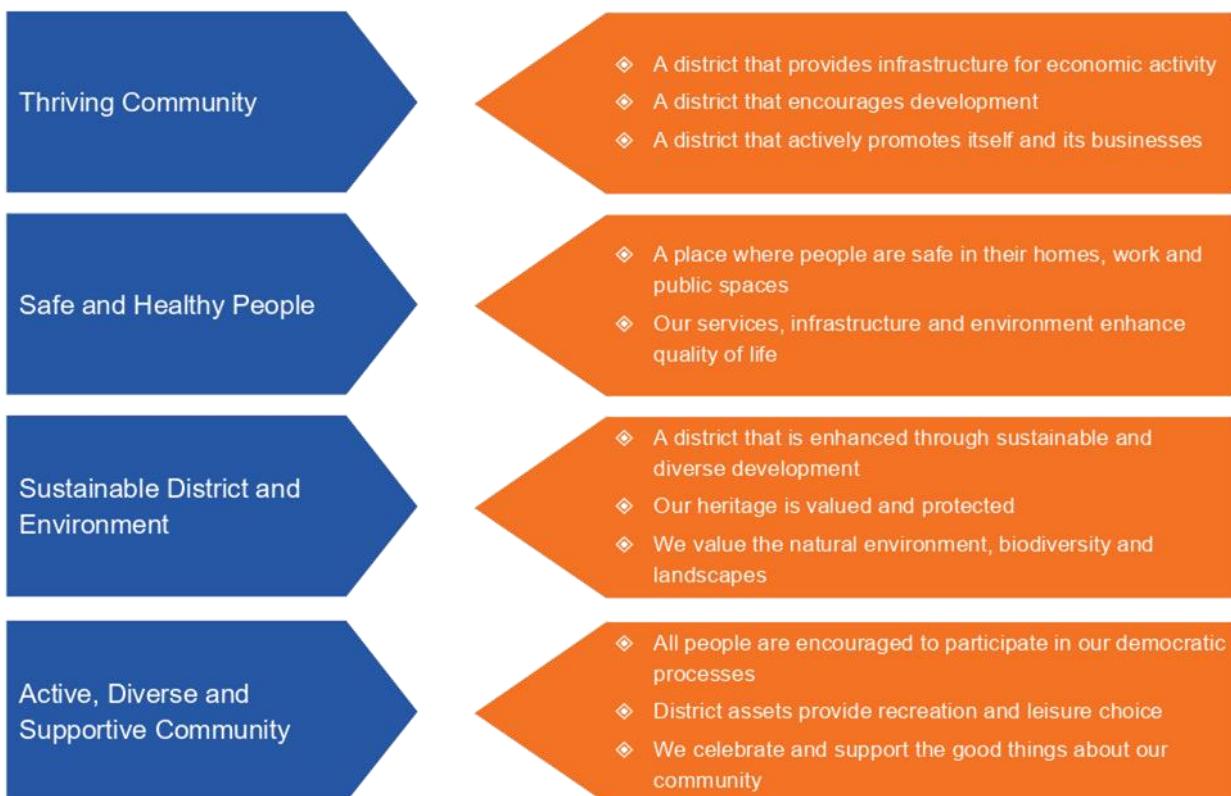 Thriving Community
◈ A district that provides infrastructure for economic activity
◈ A district that encourages development
◈ A district that actively promotes itself and its businesses
Safe and Healthy People
◈ A place where people are safe in their homes, work and
public spaces
◈ Our services, infrastructure and environment enhance
quality of life
Sustainable District and
Environment
◈ A district that is enhanced through sustainable and
diverse development
◈ Our heritage is valued and protected
◈ We value the natural environment, biodiversity and
landscapes
Active, Diverse and
Supportive Community
◈ All people are encouraged to participate in our democratic
processes
◈ District assets provide recreation and leisure choice
◈ We celebrate and support the good things about our
community